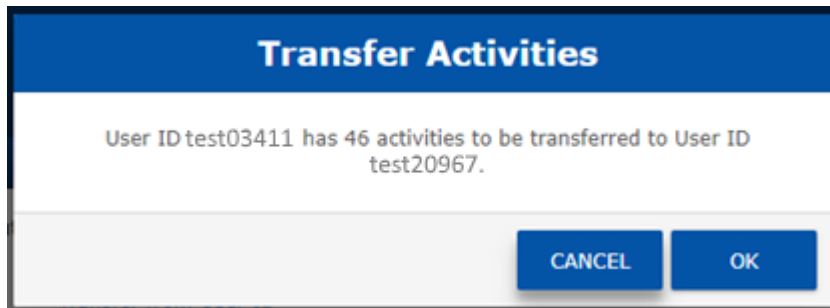 Transfer Activities
User ID test03411 has 46 activities to be transferred to User ID
test20967.
CANCEL
OK